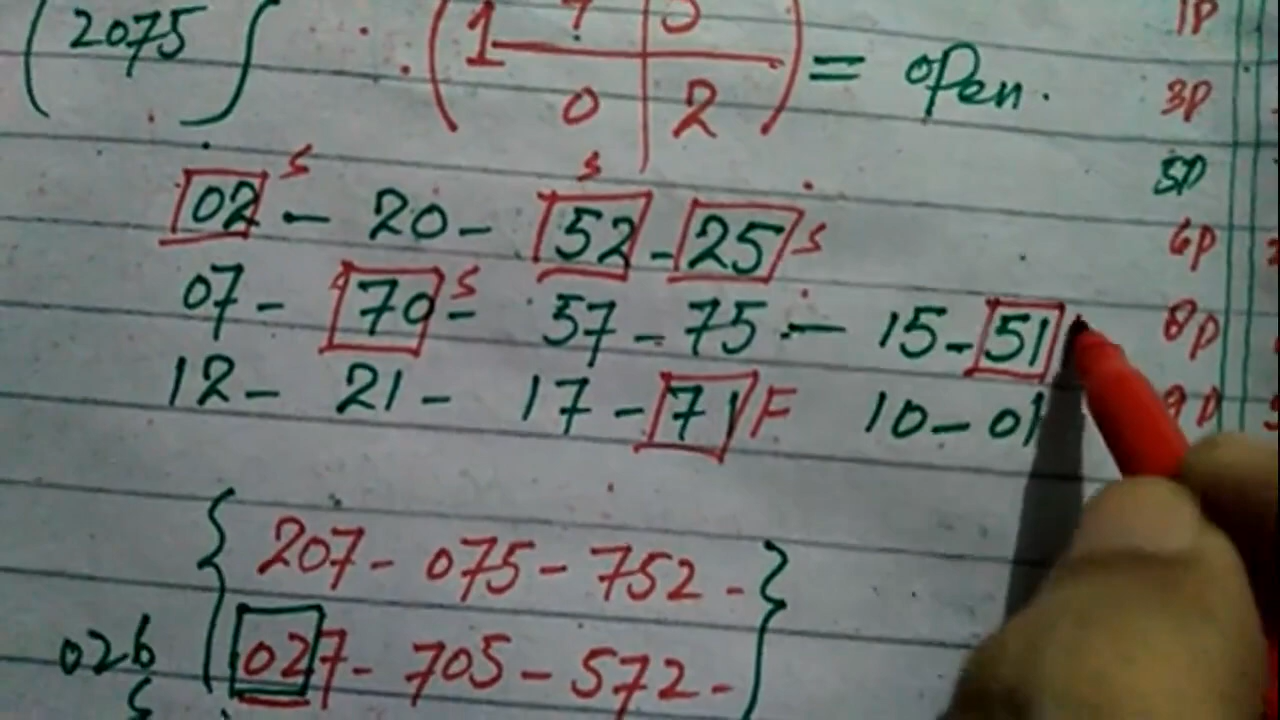 (2075) (1 0 2) = open.
1P
3P
5P
6P
8P
9P
02 s - 20 - 52 s - 25 s
07 - 70 s - 57 - 75 - 15 - 51
12 - 21 - 17 - 71 F 10 - 01
{ 207 - 075 - 752 - }
026 { 027 - 705 - 572 - }
s